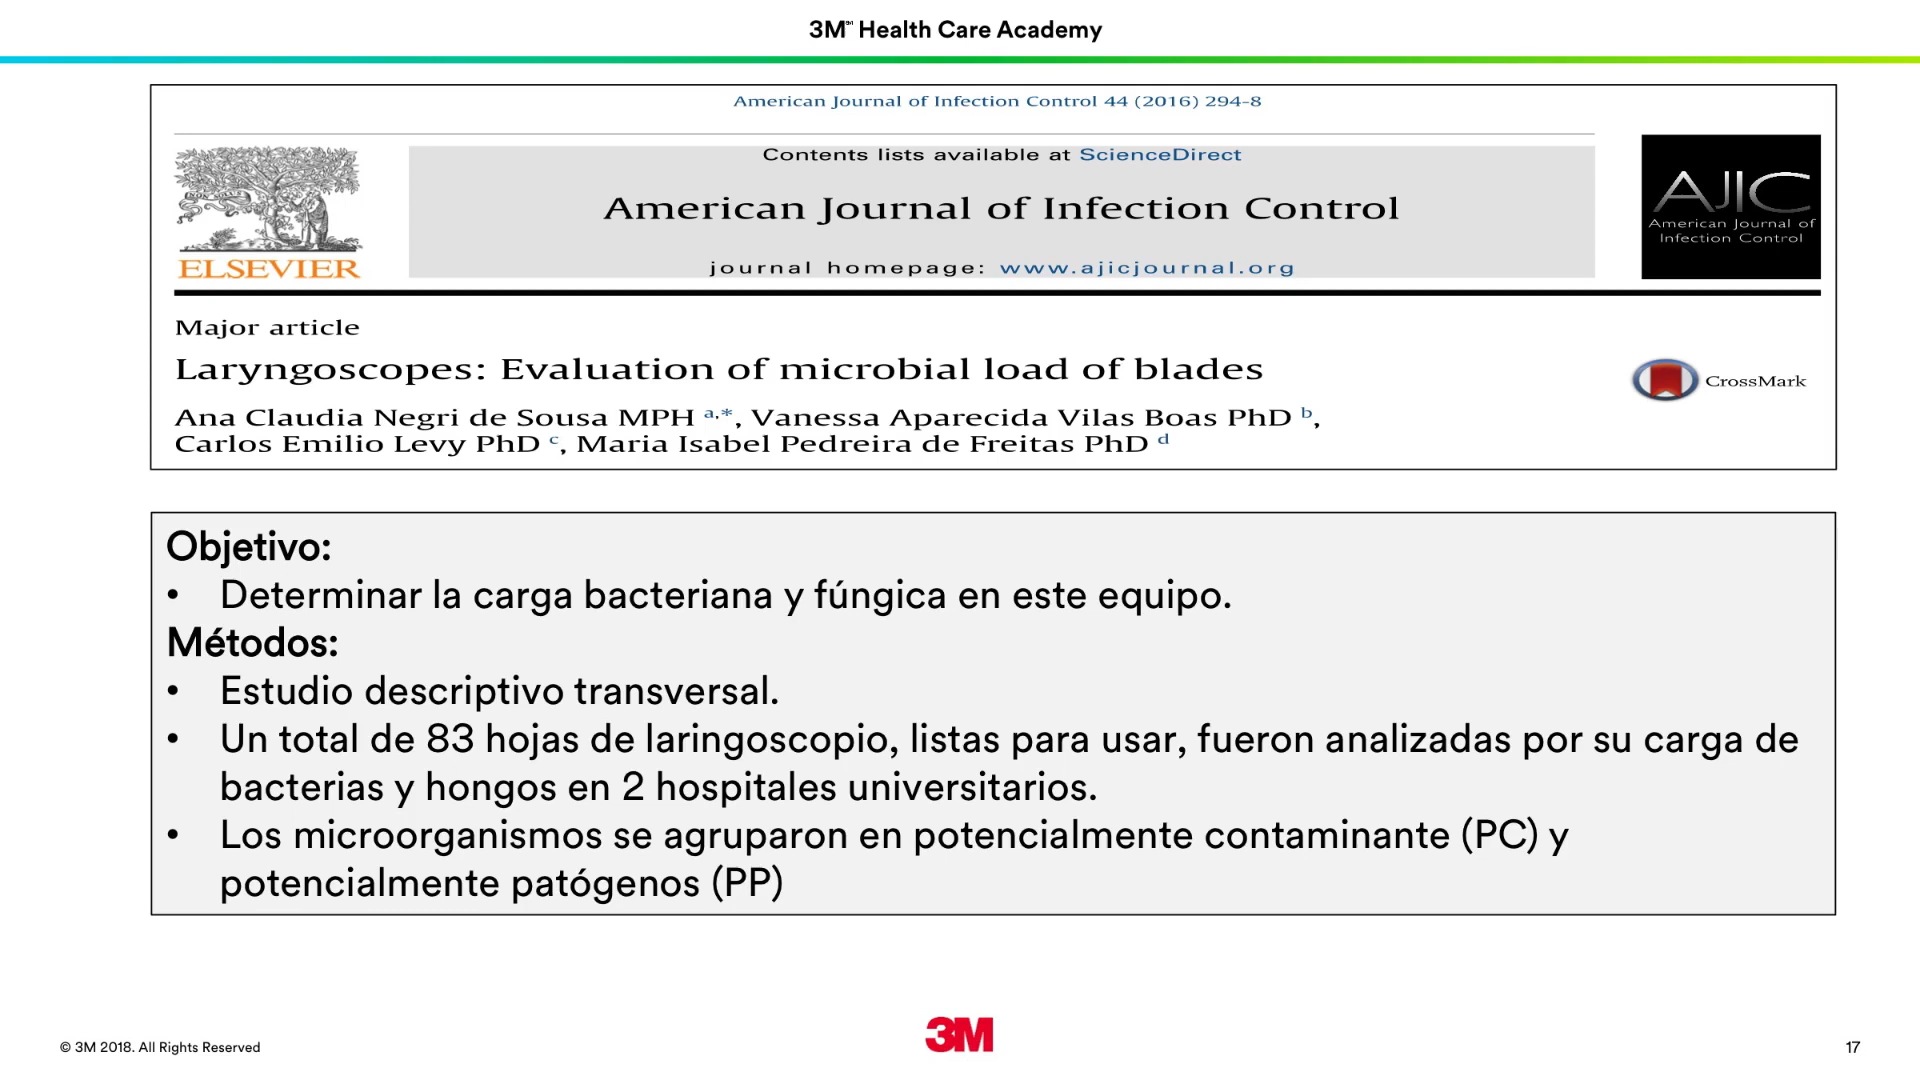 3M℠ Health Care Academy
American Journal of Infection Control 44 (2016) 294-8
Contents lists available at ScienceDirect
American Journal of Infection Control
journal homepage: www.ajicjournal.org
ELSEVIER
AJIC
American Journal of
Infection Control
Major article
Laryngoscopes: Evaluation of microbial load of blades
CrossMark
Ana Claudia Negri de Sousa MPH a,*, Vanessa Aparecida Vilas Boas PhD b,
Carlos Emilio Levy PhD c, Maria Isabel Pedreira de Freitas PhD d
Objetivo:
• Determinar la carga bacteriana y fúngica en este equipo.
Métodos:
• Estudio descriptivo transversal.
• Un total de 83 hojas de laringoscopio, listas para usar, fueron analizadas por su carga de
bacterias y hongos en 2 hospitales universitarios.
• Los microorganismos se agruparon en potencialmente contaminante (PC) y
potencialmente patógenos (PP)
© 3M 2018. All Rights Reserved
3M
17